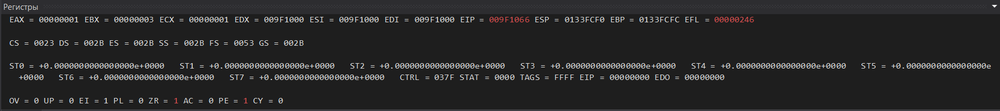 Регистры
EAX = 00000001 EBX = 00000003 ECX = 00000001 EDX = 009F1000 ESI = 009F1000 EDI = 009F1000 EIP = 009F1066 ESP = 0133FCF0 EBP = 0133FCFC EFL = 00000246
CS = 0023 DS = 002B ES = 002B SS = 002B FS = 0053 GS = 002B
ST0 = +0.0000000000000000e+0000 ST1 = +0.0000000000000000e+0000 ST2 = +0.0000000000000000e+0000 ST3 = +0.0000000000000000e+0000 ST4 = +0.0000000000000000e+0000 ST5 = +0.0000000000000000e
+0000 ST6 = +0.0000000000000000e+0000 ST7 = +0.0000000000000000e+0000 CTRL = 037F STAT = 0000 TAGS = FFFF EIP = 00000000 EDO = 00000000
OV = 0 UP = 0 EI = 1 PL = 0 ZR = 1 AC = 0 PE = 1 CY = 0